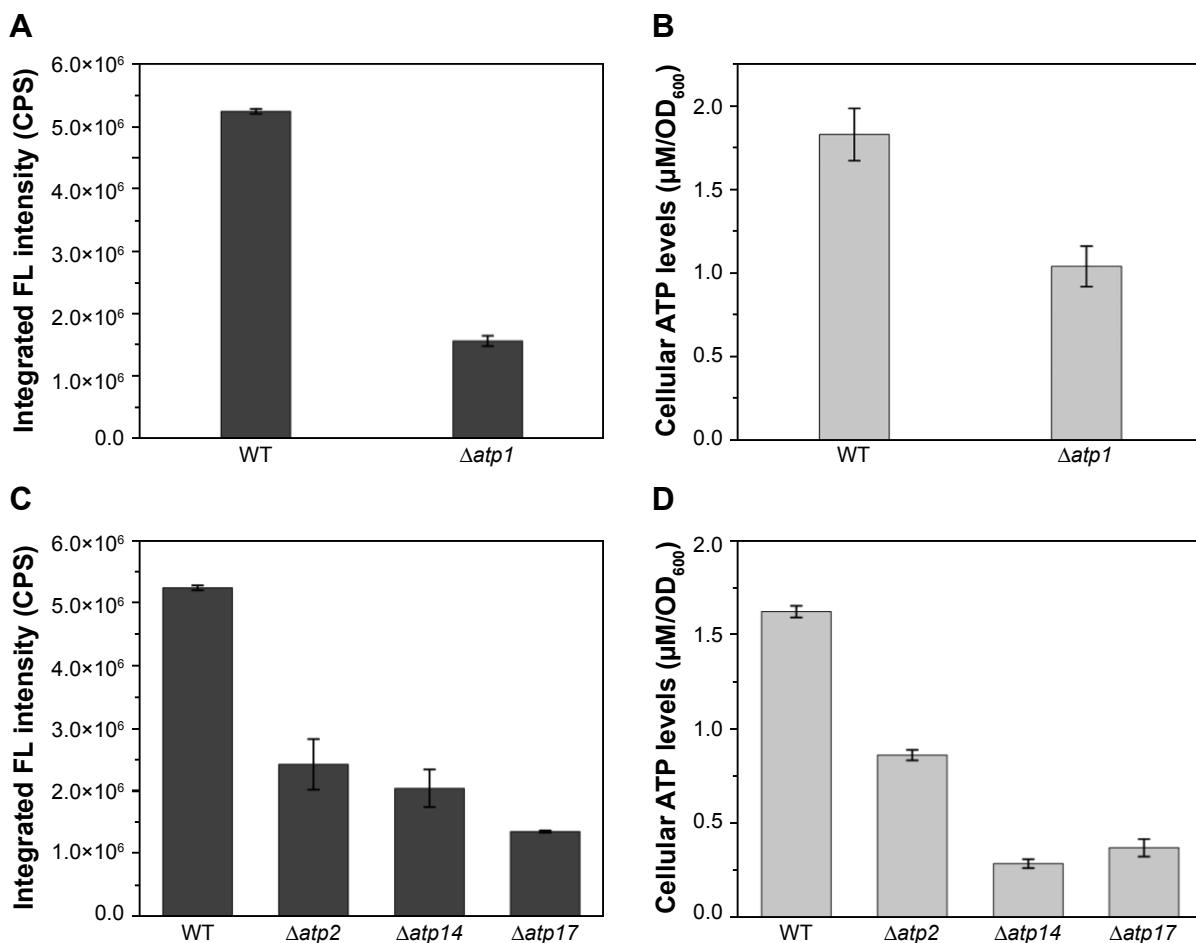 A
Integrated FL intensity (CPS)
6.0×10⁶
5.0×10⁶
4.0×10⁶
3.0×10⁶
2.0×10⁶
1.0×10⁶
0.0
WT
Δatp1
B
Cellular ATP levels (µM/OD₆₀₀)
2.0
1.5
1.0
0.5
0.0
WT
Δatp1
C
Integrated FL intensity (CPS)
6.0×10⁶
5.0×10⁶
4.0×10⁶
3.0×10⁶
2.0×10⁶
1.0×10⁶
0.0
WT
Δatp2
Δatp14
Δatp17
D
Cellular ATP levels (µM/OD₆₀₀)
2.0
1.5
1.0
0.5
0.0
WT
Δatp2
Δatp14
Δatp17